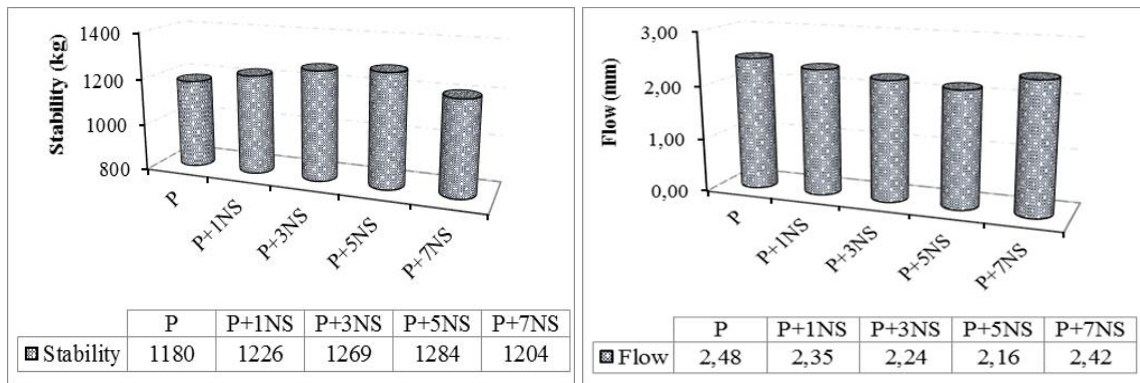 Stability (kg)
1400
1200
1000
800
P
P+1NS
P+3NS
P+5NS
P+7NS
P P+1NS P+3NS P+5NS P+7NS
Stability 1180 1226 1269 1284 1204
Flow (mm)
3,00
2,00
1,00
0,00
P
P+1NS
P+3NS
P+5NS
P+7NS
P P+1NS P+3NS P+5NS P+7NS
Flow 2,48 2,35 2,24 2,16 2,42